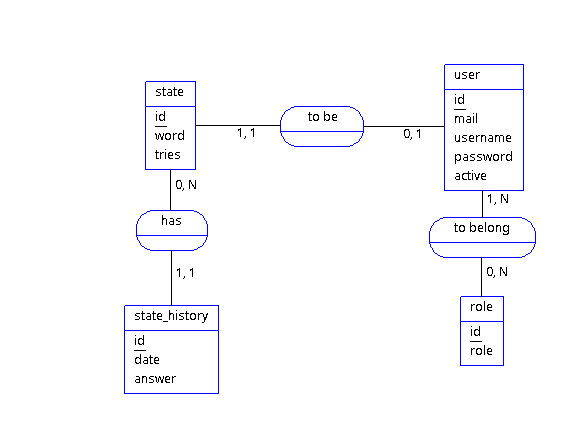 state
id
word
tries
1, 1
to be
0, 1
user
id
mail
username
password
active
0, N
has
1, 1
state_history
id
date
answer
1, N
to belong
0, N
role
id
role